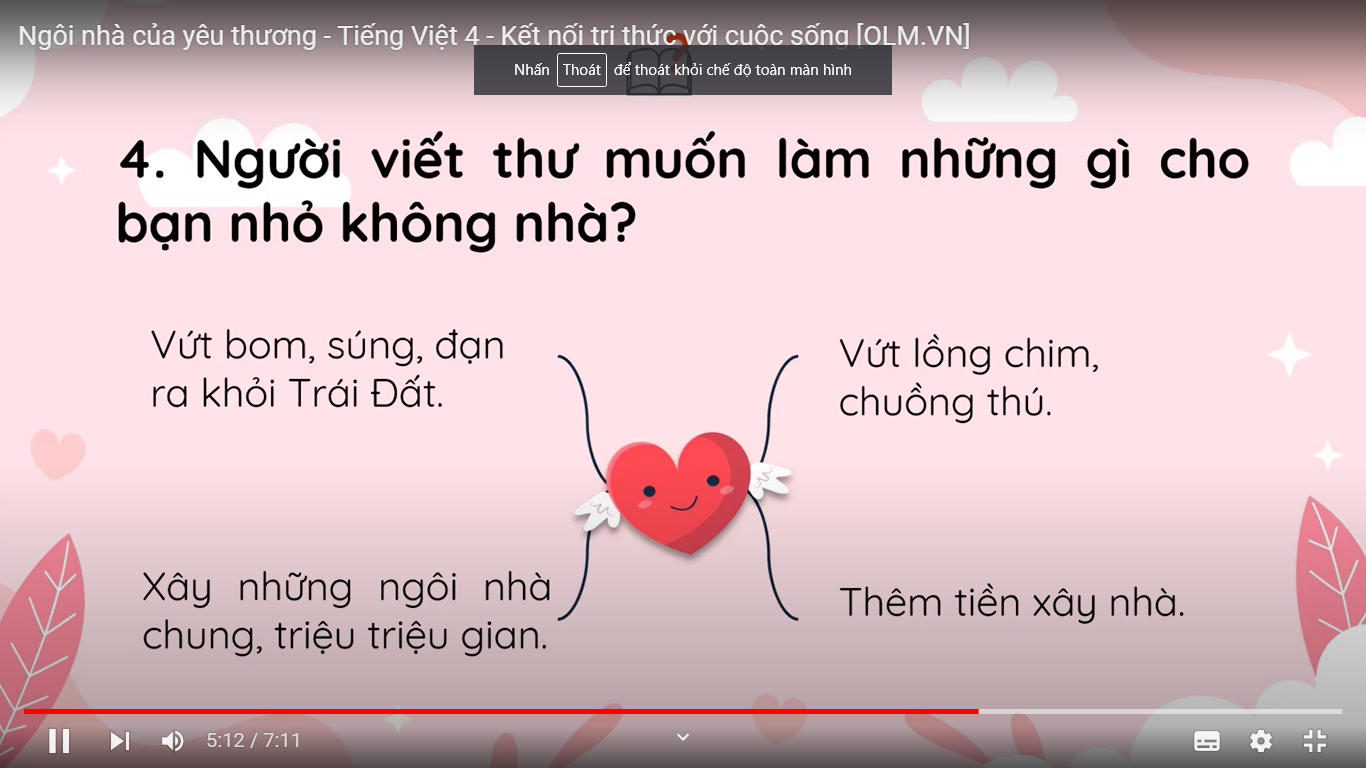 Ngôi nhà của yêu thương - Tiếng Việt 4 - Kết nối tri thức với cuộc sống [OLM.VN]
Nhấn Thoát để thoát khỏi chế độ toàn màn hình
4. Người viết thư muốn làm những gì cho
bạn nhỏ không nhà?
Vứt bom, súng, đạn
ra khỏi Trái Đất.
Vứt lồng chim,
chuồng thú.
Xây những ngôi nhà
chung, triệu triệu gian.
Thêm tiền xây nhà.
5:12 / 7:11